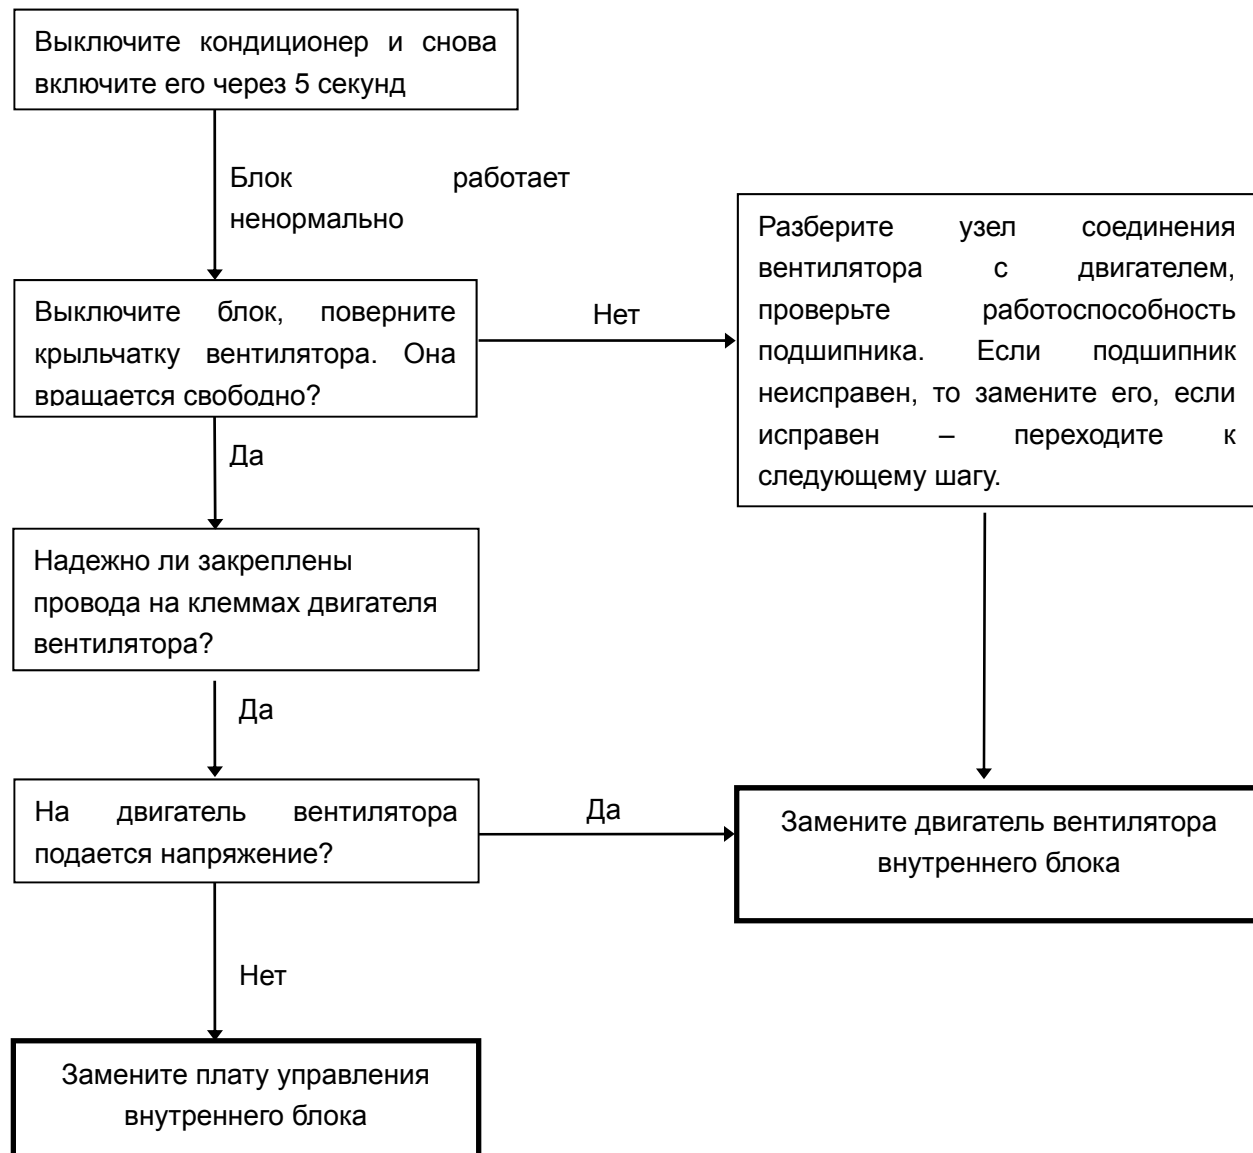 Выключите кондиционер и снова
включите его через 5 секунд
Блок работает
ненормально
Выключите блок, поверните
крыльчатку вентилятора. Она
вращается свободно?
Нет
Разберите узел соединения
вентилятора с двигателем,
проверьте работоспособность
подшипника. Если подшипник
неисправен, то замените его, если
исправен – переходите к
следующему шагу.
Да
Надежно ли закреплены
провода на клеммах двигателя
вентилятора?
Да
На двигатель вентилятора
подается напряжение?
Да
Замените двигатель вентилятора
внутреннего блока
Нет
Замените плату управления
внутреннего блока